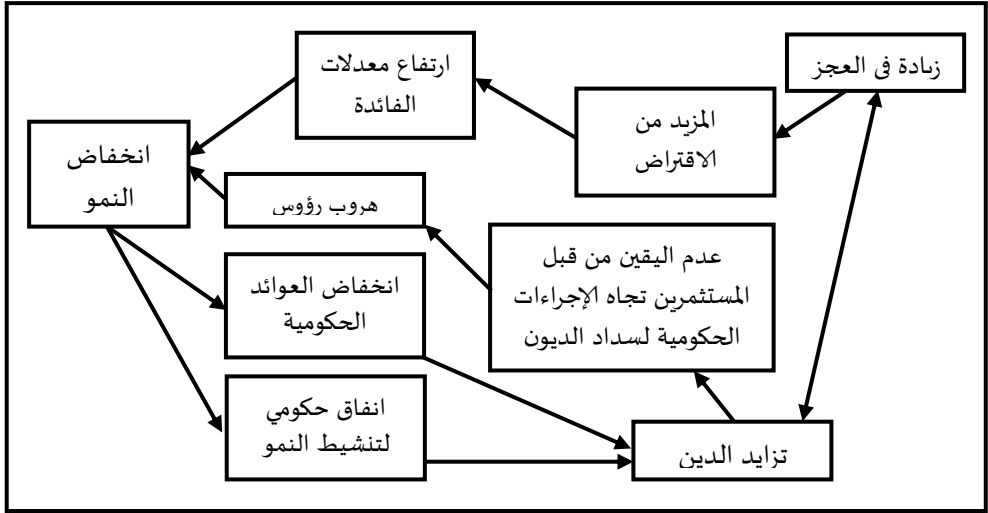 زيادة فى العجز
ارتفاع معدلات
الفائدة
المزيد من
الاقتراض
انخفاض
النمو
هروب رؤوس
عدم اليقين من قبل
المستثمرين تجاه الإجراءات
الحكومية لسداد الديون
انخفاض العوائد
الحكومية
انفاق حكومي
لتنشيط النمو
تزايد الدين